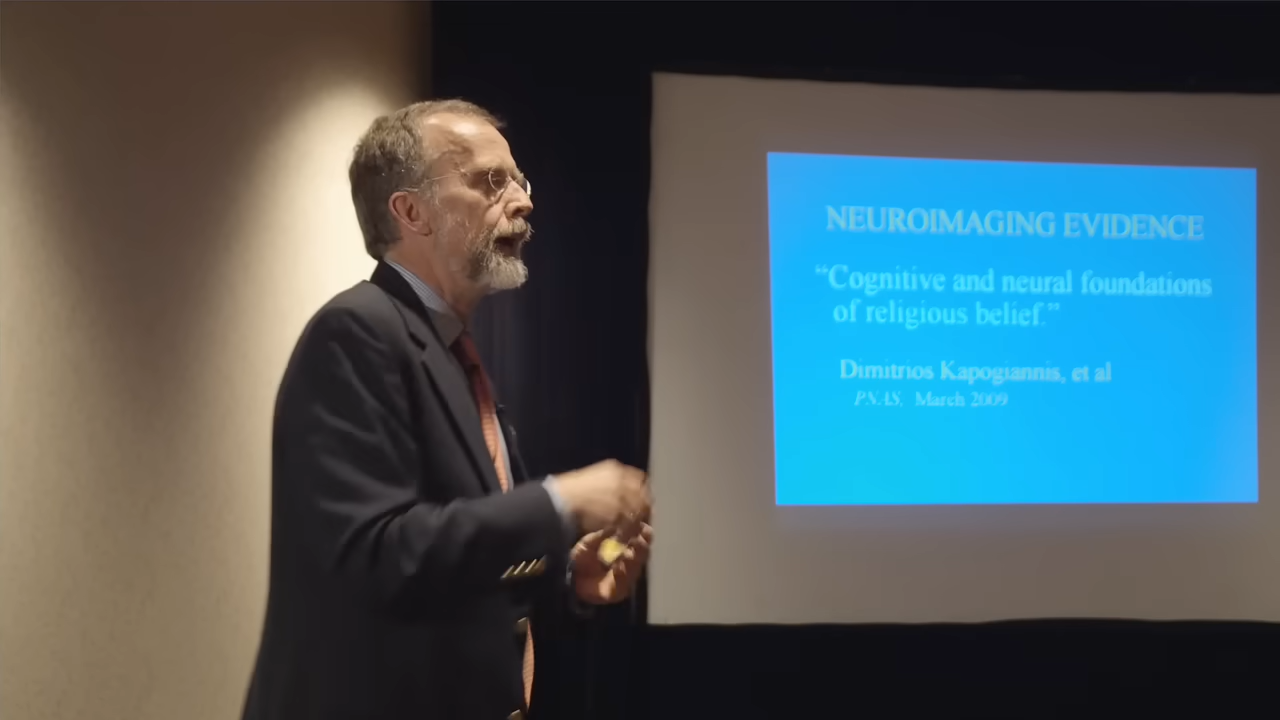 NEUROIMAGING EVIDENCE
“Cognitive and neural foundations
of religious belief.”
Dimitrios Kapogiannis, et al
PNAS, March 2009